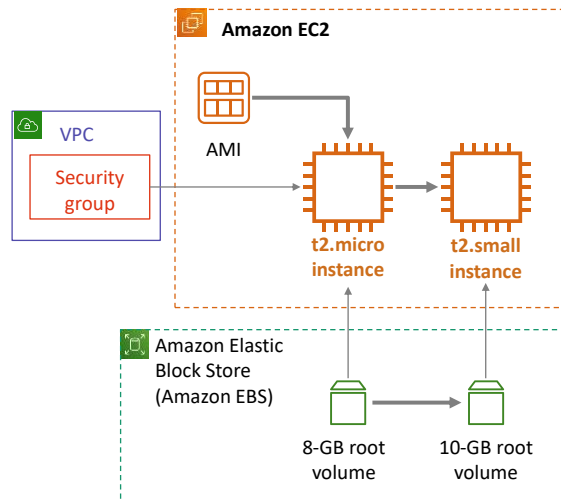 Amazon EC2
AMI
VPC
Security
group
t2.micro
instance
t2.small
instance
Amazon Elastic
Block Store
(Amazon EBS)
8-GB root
volume
10-GB root
volume